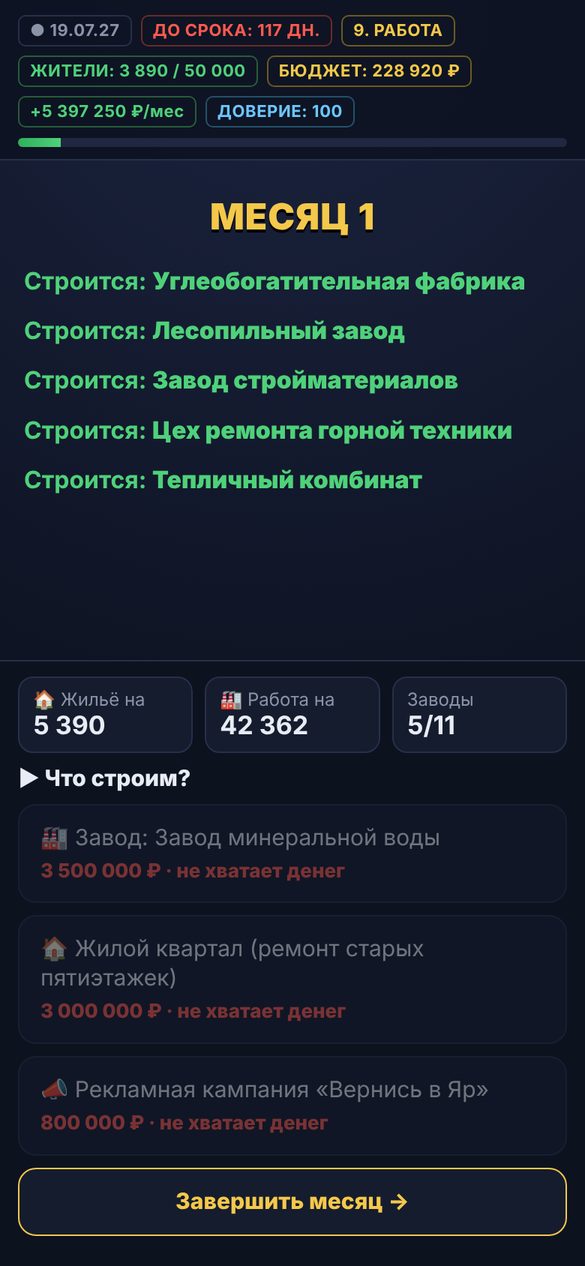 19.07.27
ДО СРОКА: 117 ДН.
9. РАБОТА
ЖИТЕЛИ: 3 890 / 50 000
БЮДЖЕТ: 228 920 ₽
+5 397 250 ₽/мес
ДОВЕРИЕ: 100
МЕСЯЦ 1
Строится: Углеобогатительная фабрика
Строится: Лесопильный завод
Строится: Завод стройматериалов
Строится: Цех ремонта горной техники
Строится: Тепличный комбинат
Жильё на
5 390
Работа на
42 362
Заводы
5/11
▶ Что строим?
Завод: Завод минеральной воды
3 500 000 ₽ · не хватает денег
Жилой квартал (ремонт старых
пятиэтажек)
3 000 000 ₽ · не хватает денег
Рекламная кампания «Вернись в Яр»
800 000 ₽ · не хватает денег
Завершить месяц →